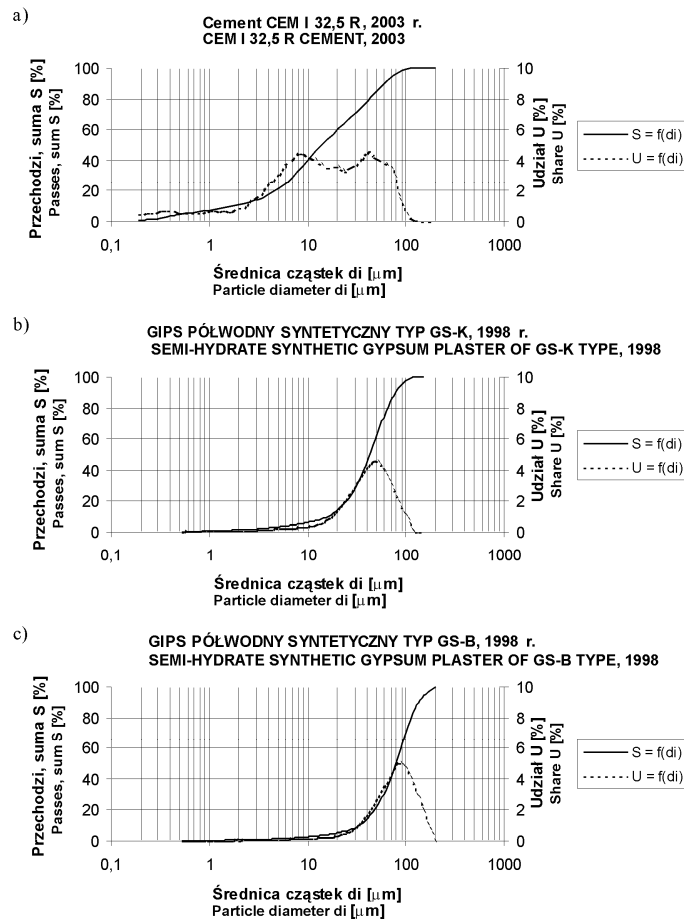 a)
Cement CEM I 32,5 R, 2003 r.
CEM I 32,5 R CEMENT, 2003
Przechodzi, suma S [%]
Passes, sum S [%]
100
80
60
40
20
0
10
8
6
4
2
0
Udział U [%]
Share U [%]
S = f(di)
U = f(di)
0,1
1
10
100
1000
Średnica cząstek di [μm]
Particle diameter di [μm]
b)
GIPS PÓŁWODNY SYNTETYCZNY TYP GS-K, 1998 r.
SEMI-HYDRATE SYNTHETIC GYPSUM PLASTER OF GS-K TYPE, 1998
Przechodzi, suma S [%]
Passes, sum S [%]
100
80
60
40
20
0
10
8
6
4
2
0
Udział U [%]
Share U [%]
S = f(di)
U = f(di)
0,1
1
10
100
1000
Średnica cząstek di [μm]
Particle diameter di [μm]
c)
GIPS PÓŁWODNY SYNTETYCZNY TYP GS-B, 1998 r.
SEMI-HYDRATE SYNTHETIC GYPSUM PLASTER OF GS-B TYPE, 1998
Przechodzi, suma S [%]
Passes, sum S [%]
100
80
60
40
20
0
10
8
6
4
2
0
Udział U [%]
Share U [%]
S = f(di)
U = f(di)
0,1
1
10
100
1000
Średnica cząstek di [μm]
Particle diameter di [μm]